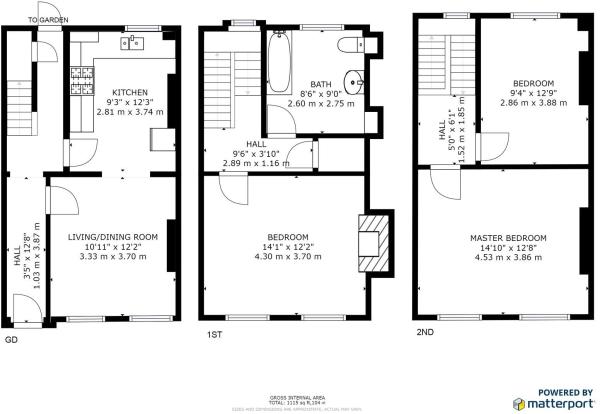 TO GARDEN
KITCHEN
9'3" x 12'3"
2.81 m x 3.74 m
LIVING/DINING ROOM
10'11" x 12'2"
3.33 m x 3.70 m
HALL
3'5" x 12'8"
1.03 m x 3.87 m
GD
BATH
8'6" x 9'0"
2.60 m x 2.75 m
HALL
9'6" x 3'10"
2.89 m x 1.16 m
BEDROOM
14'1" x 12'2"
4.30 m x 3.70 m
1ST
BEDROOM
9'4" x 12'9"
2.86 m x 3.88 m
HALL
5'0" x 6'1"
1.52 m x 1.85 m
MASTER BEDROOM
14'10" x 12'8"
4.53 m x 3.86 m
2ND
GROSS INTERNAL AREA
TOTAL: 1115 sq ft,104 m
SIZES AND DIMENSIONS ARE APPROXIMATE, ACTUAL MAY VARY.
POWERED BY
matterport